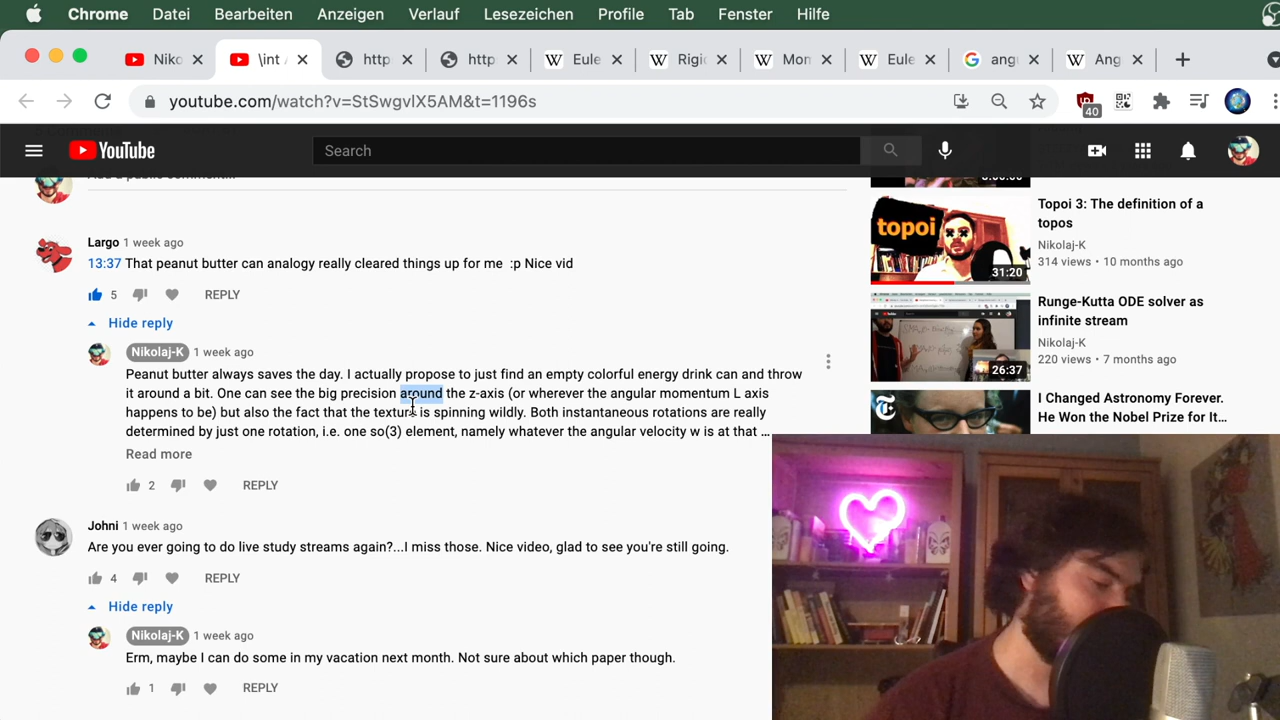 Chrome Datei Bearbeiten Anzeigen Verlauf Lesezeichen Profile Tab Fenster Hilfe
Niko \int http http Eule Rigi Mon Eule angu Ang
youtube.com/watch?v=StSwgvlX5AM&t=1196s
40
YouTube
Search
Largo 1 week ago
13:37 That peanut butter can analogy really cleared things up for me :p Nice vid
5 REPLY
Hide reply
Nikolaj-K 1 week ago
Peanut butter always saves the day. I actually propose to just find an empty colorful energy drink can and throw
it around a bit. One can see the big precision around the z-axis (or wherever the angular momentum L axis
happens to be) but also the fact that the texture is spinning wildly. Both instantaneous rotations are really
determined by just one rotation, i.e. one so(3) element, namely whatever the angular velocity w is at that ...
Read more
2 REPLY
Johni 1 week ago
Are you ever going to do live study streams again?...I miss those. Nice video, glad to see you're still going.
4 REPLY
Hide reply
Nikolaj-K 1 week ago
Erm, maybe I can do some in my vacation next month. Not sure about which paper though.
1 REPLY
topoi
31:20
Topoi 3: The definition of a
topos
Nikolaj-K
314 views • 10 months ago
26:37
Runge-Kutta ODE solver as
infinite stream
Nikolaj-K
220 views • 7 months ago
I Changed Astronomy Forever.
He Won the Nobel Prize for It...